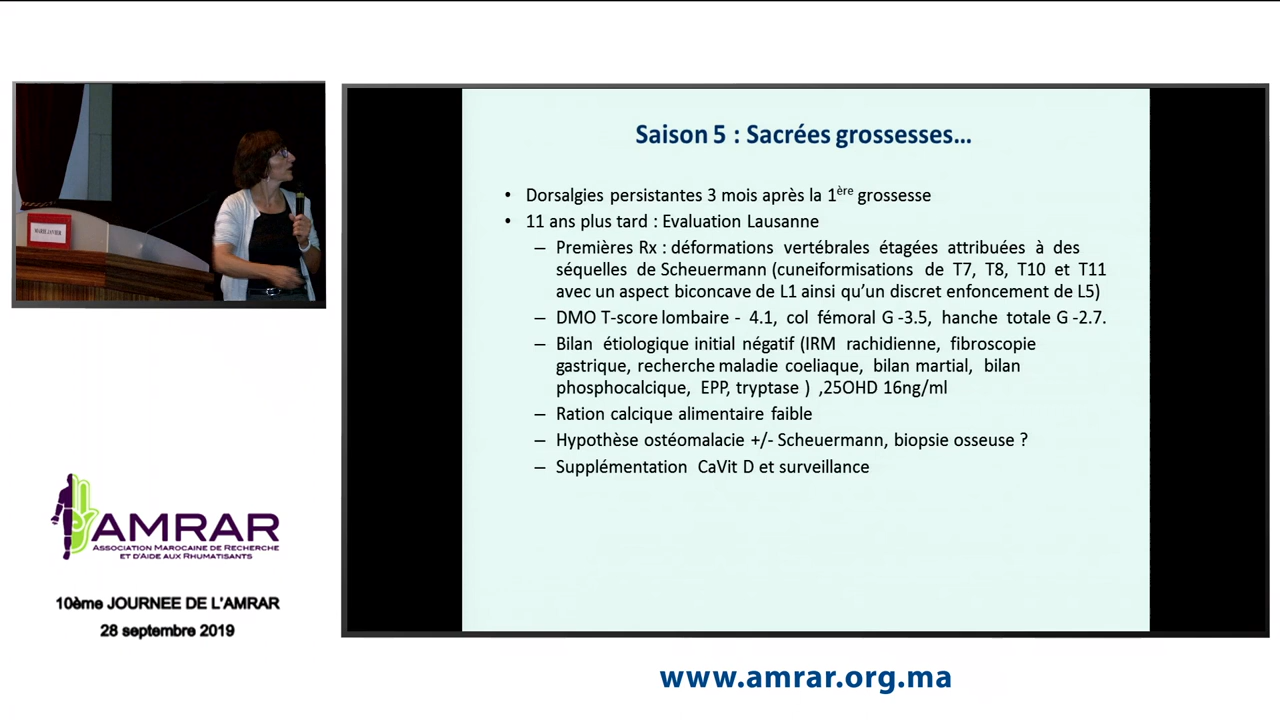 Saison 5 : Sacrées grossesses...
• Dorsalgies persistantes 3 mois après la 1ère grossesse
• 11 ans plus tard : Evaluation Lausanne
– Premières Rx : déformations vertébrales étagées attribuées à des
séquelles de Scheuermann (cuneiformisations de T7, T8, T10 et T11
avec un aspect biconcave de L1 ainsi qu'un discret enfoncement de L5)
– DMO T-score lombaire - 4.1, col fémoral G -3.5, hanche totale G -2.7.
– Bilan étiologique initial négatif (IRM rachidienne, fibroscopie
gastrique, recherche maladie coeliaque, bilan martial, bilan
phosphocalcique, EPP, tryptase ) ,25OHD 16ng/ml
– Ration calcique alimentaire faible
– Hypothèse ostéomalacie +/- Scheuermann, biopsie osseuse ?
– Supplémentation CaVit D et surveillance
AMRAR
ASSOCIATION MAROCAINE DE RECHERCHE
ET D'AIDE AUX RHUMATISANTS
10ème JOURNEE DE L'AMRAR
28 septembre 2019
www.amrar.org.ma